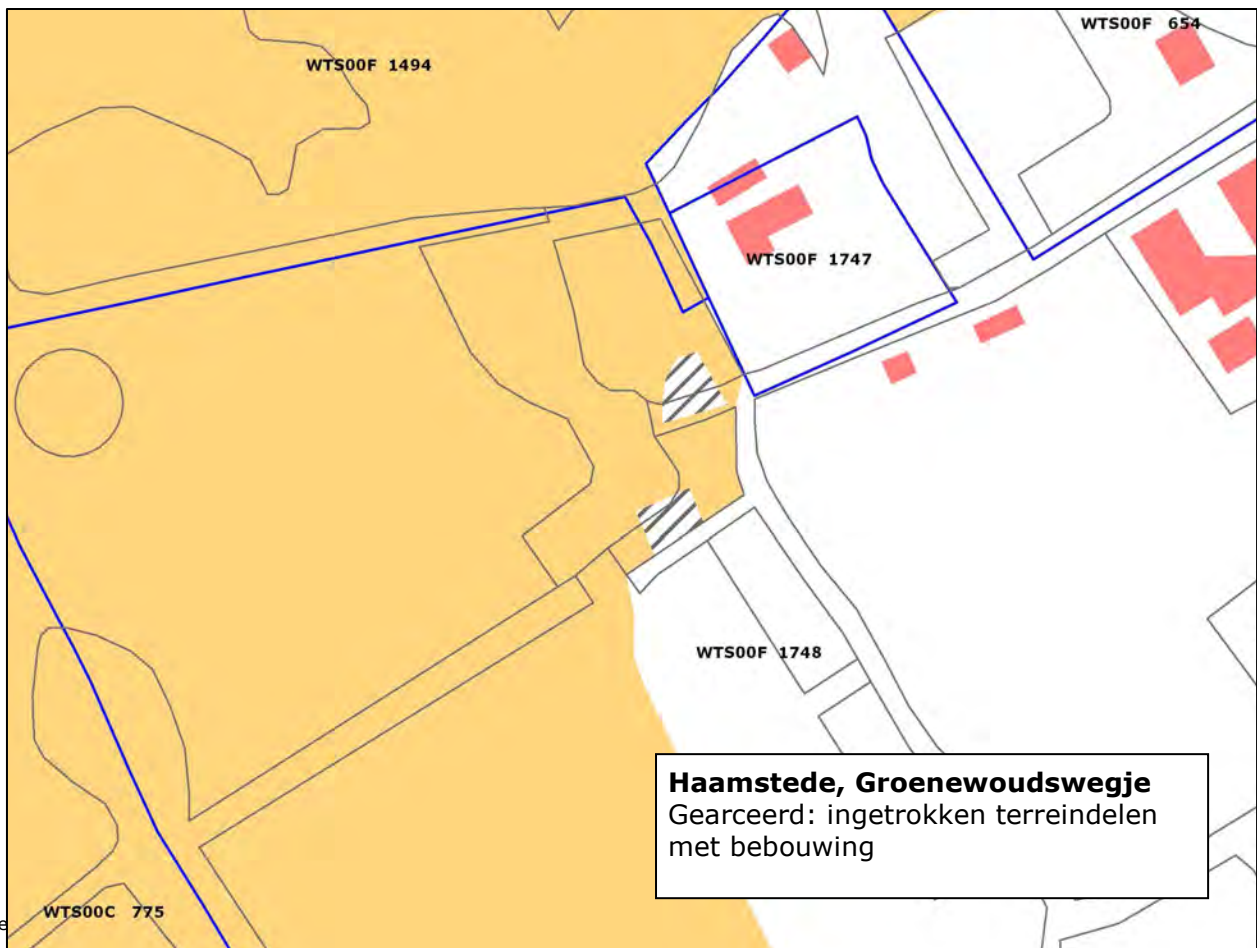 WTS00F 654
WTS00F 1494
WTS00F 1747
WTS00F 1748
Haamstede, Groenewoudswegje
Gearceerd: ingetrokken terreindelen
met bebouwing
WTS00C 775
e